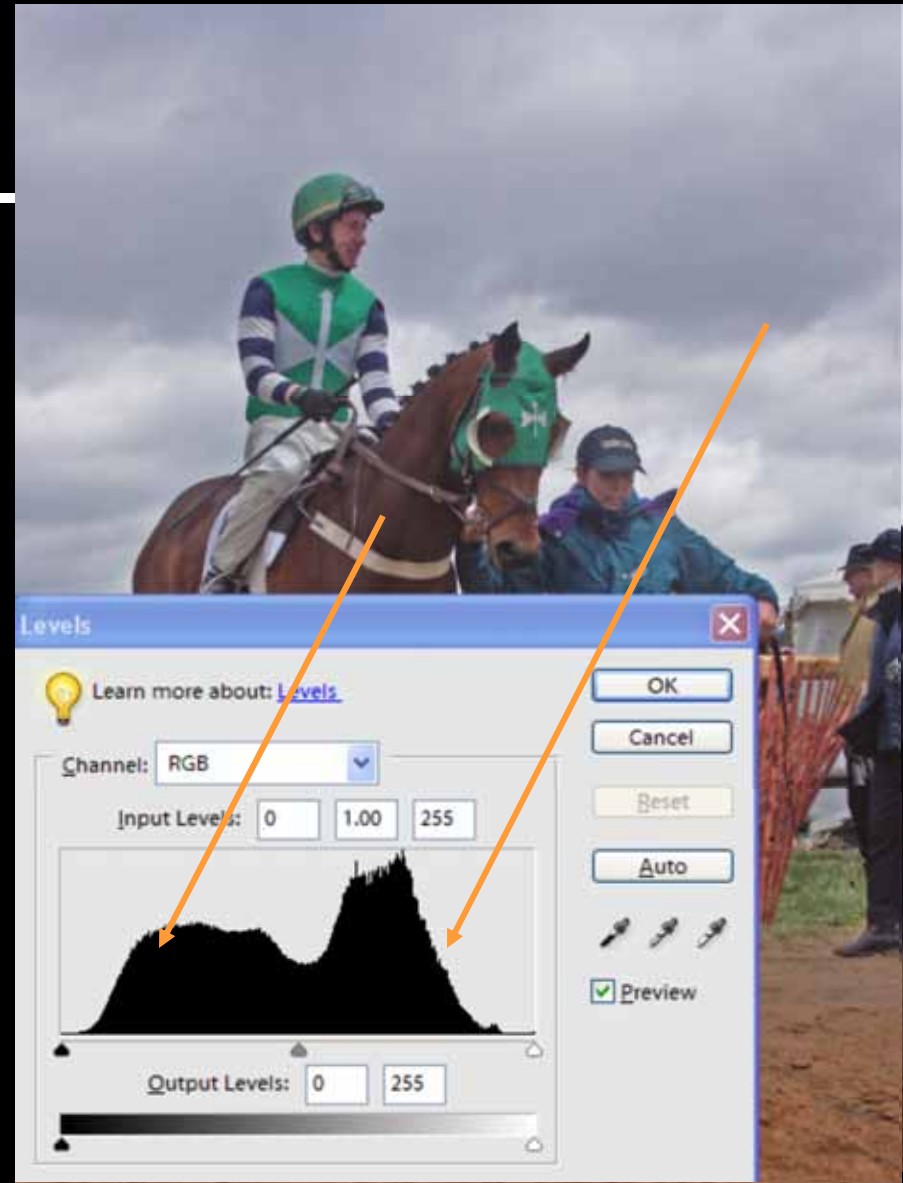 Levels
Learn more about: Levels
OK
Cancel
Channel: RGB
Reset
Input Levels: 0 1.00 255
Auto
Preview
Output Levels: 0 255